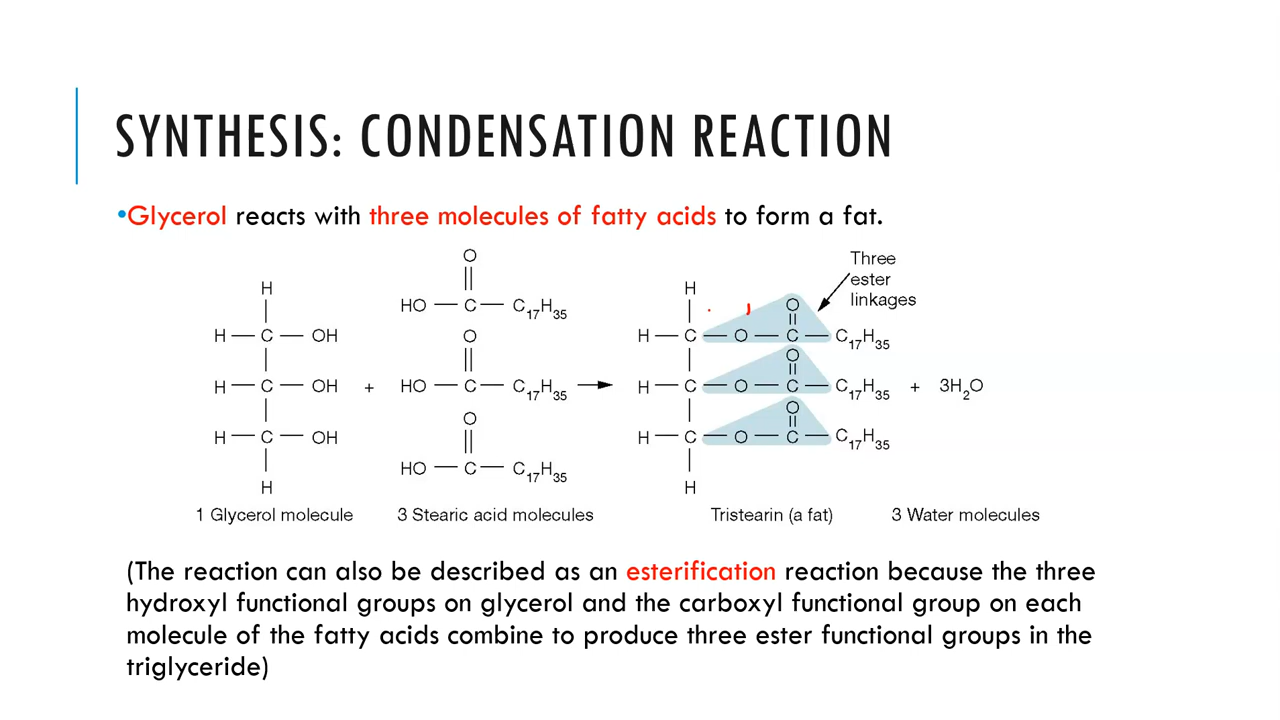 SYNTHESIS: CONDENSATION REACTION
•Glycerol reacts with three molecules of fatty acids to form a fat.
O
||
HO — C — C₁₇H₃₅
H
|
H — C — OH
|
H — C — OH
|
H — C — OH
|
H
+
O
||
HO — C — C₁₇H₃₅
O
||
HO — C — C₁₇H₃₅
H
|
H — C — O — C — C₁₇H₃₅
O
||
|
H — C — O — C — C₁₇H₃₅
O
||
|
H — C — O — C — C₁₇H₃₅
O
||
|
H
+ 3H₂O
Three
ester
linkages
1 Glycerol molecule
3 Stearic acid molecules
Tristearin (a fat)
3 Water molecules
(The reaction can also be described as an esterification reaction because the three
hydroxyl functional groups on glycerol and the carboxyl functional group on each
molecule of the fatty acids combine to produce three ester functional groups in the
triglyceride)